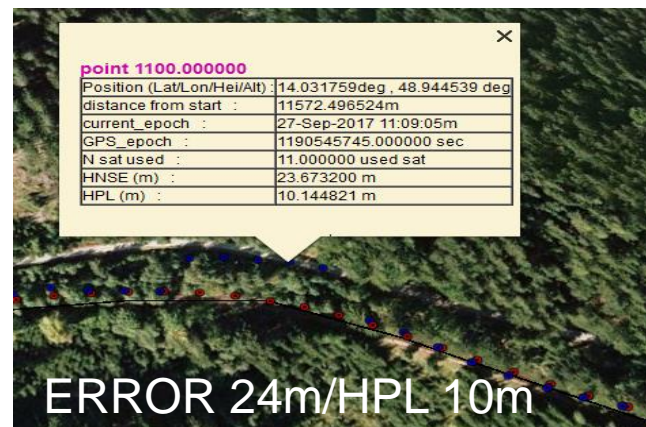 ×
point 1100.000000
Position (Lat/Lon/Hei/Alt) : 14.031759deg , 48.944539 deg
distance from start : 11572.496524m
current_epoch : 27-Sep-2017 11:09:05m
GPS_epoch : 1190545745.000000 sec
N sat used : 11.000000 used sat
HNSE (m) : 23.673200 m
HPL (m) : 10.144821 m
ERROR 24m/HPL 10m